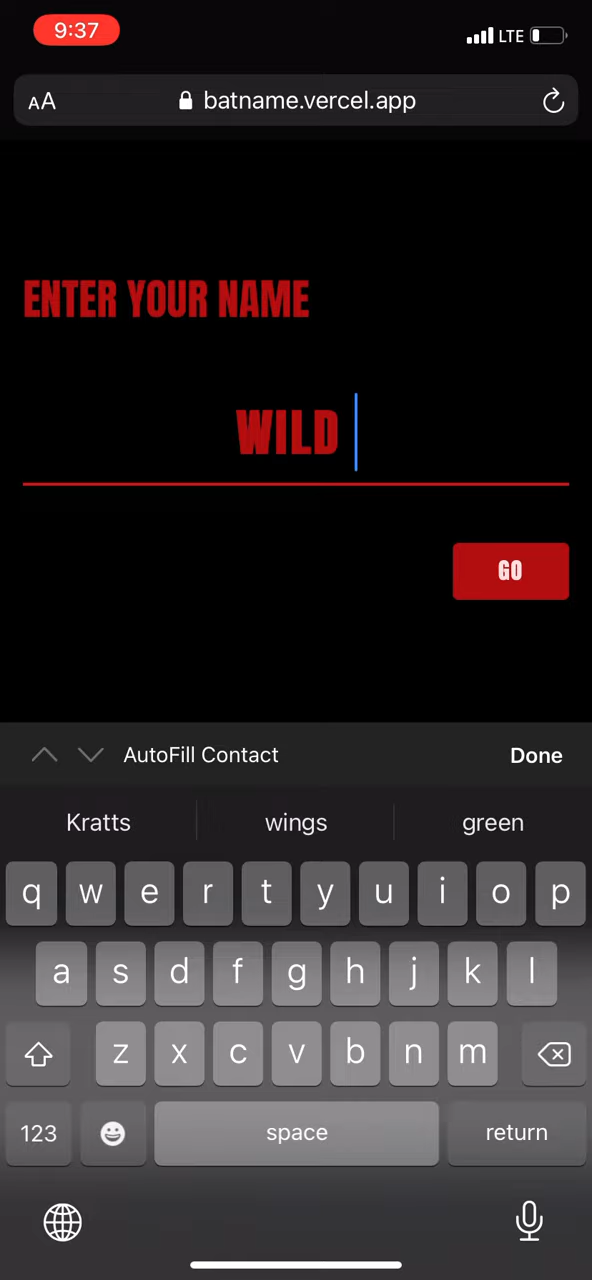 9:37
LTE
AA
batname.vercel.app
ENTER YOUR NAME
WILD
GO
AutoFill Contact
Done
Kratts
wings
green
q w e r t y u i o p
a s d f g h j k l
z x c v b n m
123
space
return